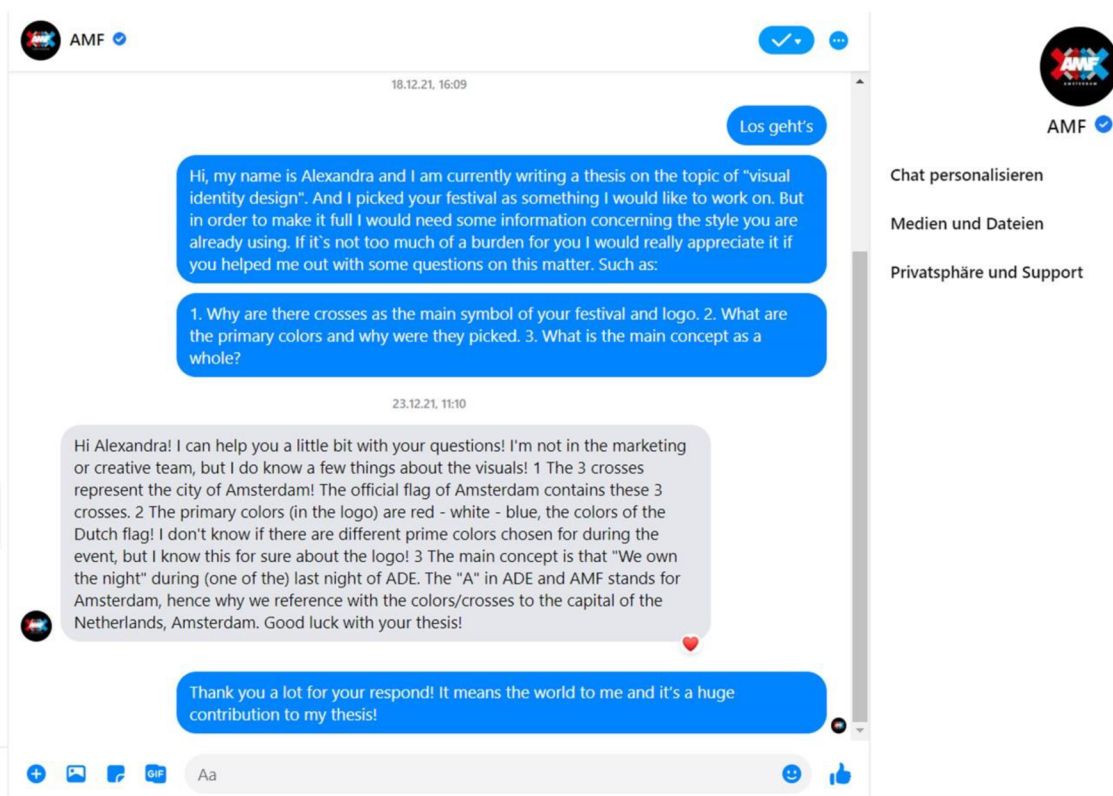 AMF
18.12.21, 16:09
Los geht's
Hi, my name is Alexandra and I am currently writing a thesis on the topic of "visual
identity design". And I picked your festival as something I would like to work on. But
in order to make it full I would need some information concerning the style you are
already using. If it`s not too much of a burden for you I would really appreciate it if
you helped me out with some questions on this matter. Such as:
1. Why are there crosses as the main symbol of your festival and logo. 2. What are
the primary colors and why were they picked. 3. What is the main concept as a
whole?
23.12.21, 11:10
Hi Alexandra! I can help you a little bit with your questions! I'm not in the marketing
or creative team, but I do know a few things about the visuals! 1 The 3 crosses
represent the city of Amsterdam! The official flag of Amsterdam contains these 3
crosses. 2 The primary colors (in the logo) are red - white - blue, the colors of the
Dutch flag! I don't know if there are different prime colors chosen for during the
event, but I know this for sure about the logo! 3 The main concept is that "We own
the night" during (one of the) last night of ADE. The "A" in ADE and AMF stands for
Amsterdam, hence why we reference with the colors/crosses to the capital of the
Netherlands, Amsterdam. Good luck with your thesis!
Thank you a lot for your respond! It means the world to me and it's a huge
contribution to my thesis!
GIF
Aa
AMF
AMSTERDAM
AMF
Chat personalisieren
Medien und Dateien
Privatsphäre und Support